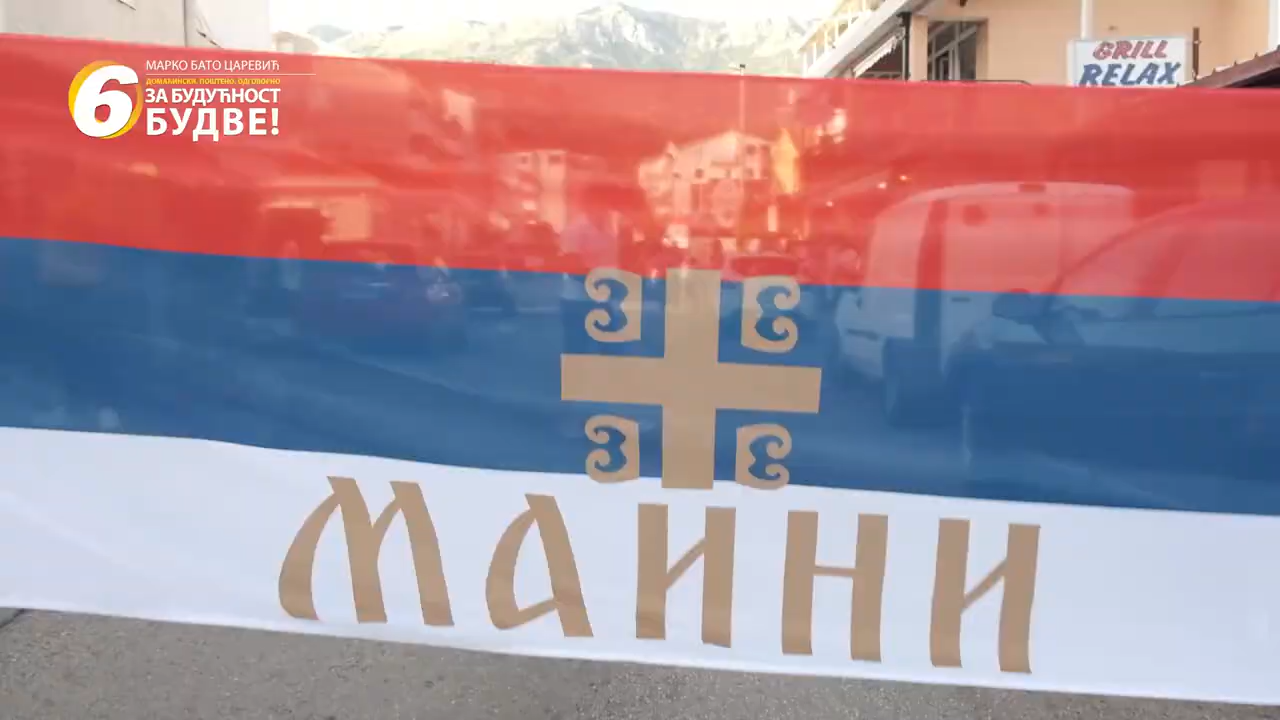 6
МАРКО БАТО ЦАРЕВИЋ
ДОМАЋИНСКИ. ПОШТЕНО. ОДГОВОРНО
ЗА БУДУЋНОСТ
БУДВЕ!
GRILL
RELAX
МАИНИ